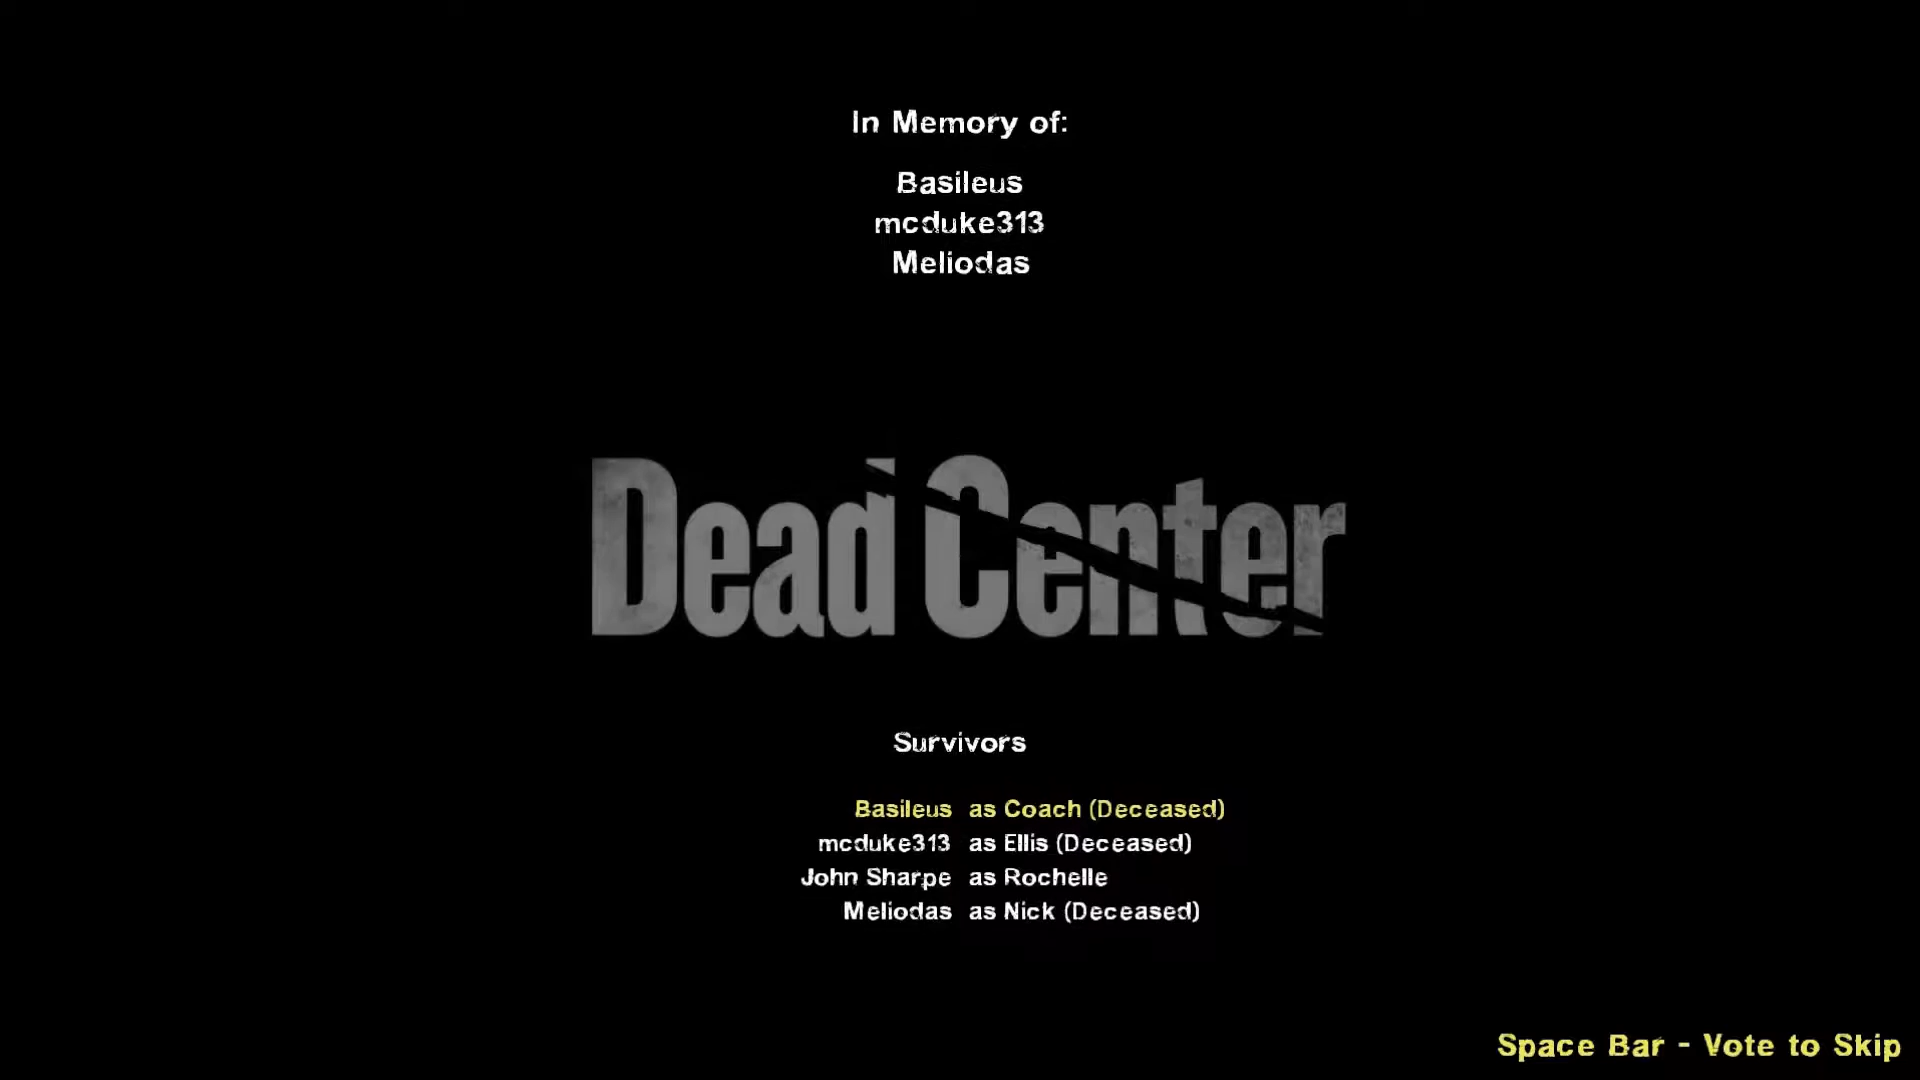 In Memory of:
Basileus
mcduke313
Meliodas
Dead Center
Survivors
Basileus as Coach (Deceased)
mcduke313 as Ellis (Deceased)
John Sharpe as Rochelle
Meliodas as Nick (Deceased)
Space Bar - Vote to Skip